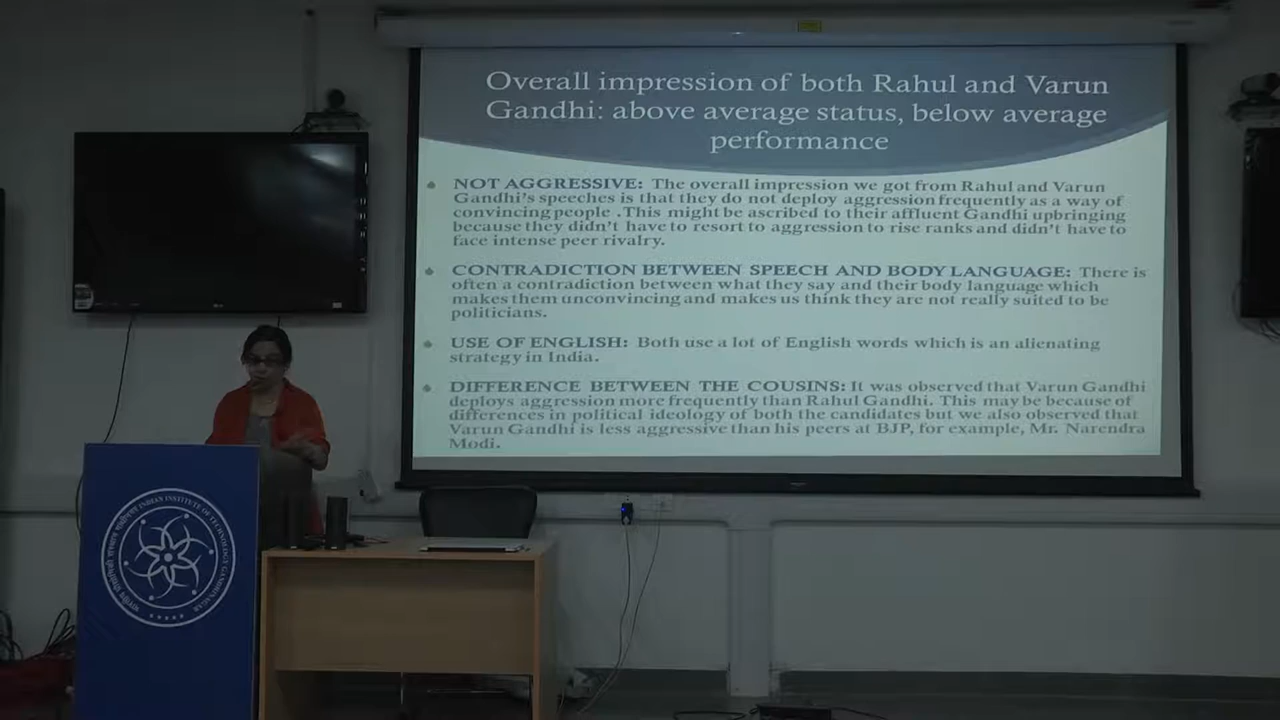 Overall impression of both Rahul and Varun
Gandhi: above average status, below average
performance
NOT AGGRESSIVE: The overall impression we got from Rahul and Varun
Gandhi's speeches is that they do not deploy aggression frequently as a way of
convincing people .This might be ascribed to their affluent Gandhi upbringing
because they didn't have to resort to aggression to rise ranks and didn't have to
face intense peer rivalry.
CONTRADICTION BETWEEN SPEECH AND BODY LANGUAGE: There is
often a contradiction between what they say and their body language which
makes them unconvincing and makes us think they are not really suited to be
politicians.
USE OF ENGLISH: Both use a lot of English words which is an alienating
strategy in India.
DIFFERENCE BETWEEN THE COUSINS: It was observed that Varun Gandhi
deploys aggression more frequently than Rahul Gandhi. This may be because of
differences in political ideology of both the candidates but we also observed that
Varun Gandhi is less aggressive than his peers at BJP, for example, Mr. Narendra
Modi.
भारतीय प्रौद्योगिकी संस्थान गांधीनगर
INDIAN INSTITUTE OF TECHNOLOGY GANDHINAGAR